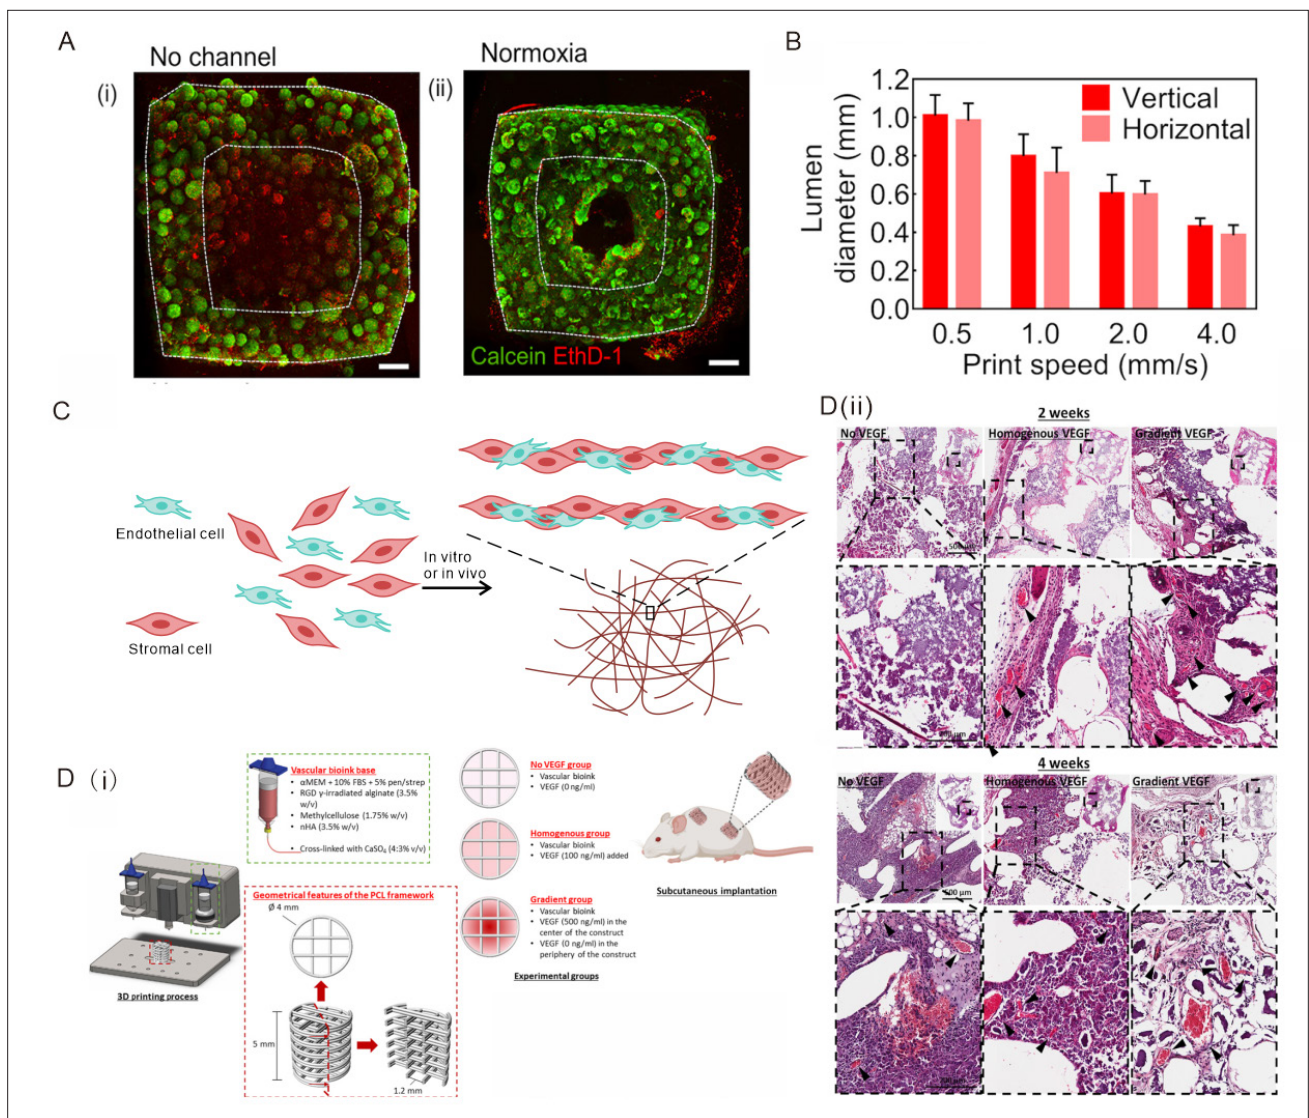 A
No channel
(i)
Normoxia
(ii)
Calcein EthD-1
B
Lumen
diameter (mm)
1.2
1.0
0.8
0.6
0.4
0.2
0.0
Vertical
Horizontal
0.5 1.0 2.0 4.0
Print speed (mm/s)
C
Endothelial cell
Stromal cell
In vitro
or in vivo
D (i)
3D printing process
Vascular bioink base
• αMEM + 10% FBS + 5% pen/strep
• RGD γ-irradiated alginate (3.5%
w/v)
• Methylcellulose (1.75% w/v)
• nHA (3.5% w/v)
• Cross-linked with CaSO₄ (4:3% v/v)
Geometrical features of the PCL framework
Ø 4 mm
5 mm
1.2 mm
No VEGF group
• Vascular bioink
• VEGF (0 ng/ml)
Homogenous group
• Vascular bioink
• VEGF (100 ng/ml) added
Gradient group
• Vascular bioink
• VEGF (500 ng/ml) in the
center of the construct
• VEGF (0 ng/ml) in the
periphery of the construct
Experimental groups
Subcutaneous implantation
D (ii)
2 weeks
No VEGF
Homogenous VEGF
Gradient VEGF
500 μm
4 weeks
No VEGF
Homogenous VEGF
Gradient VEGF
500 μm